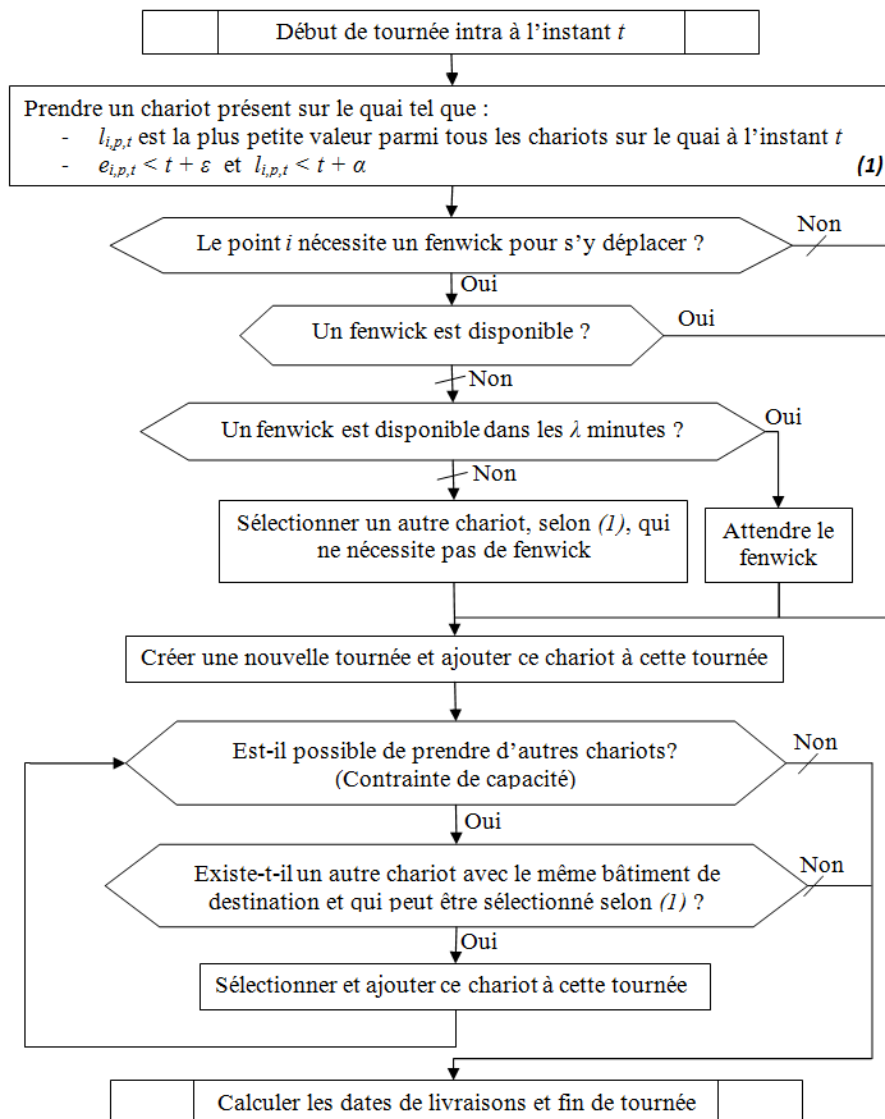 Début de tournée intra à l'instant t
Prendre un chariot présent sur le quai tel que :
- l_{i,p,t} est la plus petite valeur parmi tous les chariots sur le quai à l'instant t
- e_{i,p,t} < t + ε et l_{i,p,t} < t + α (1)
Le point i nécessite un fenwick pour s'y déplacer ?
Non
Oui
Un fenwick est disponible ?
Oui
Non
Un fenwick est disponible dans les λ minutes ?
Oui
Non
Sélectionner un autre chariot, selon (1), qui
ne nécessite pas de fenwick
Attendre le
fenwick
Créer une nouvelle tournée et ajouter ce chariot à cette tournée
Est-il possible de prendre d'autres chariots?
(Contrainte de capacité)
Non
Oui
Existe-t-il un autre chariot avec le même bâtiment de
destination et qui peut être sélectionné selon (1) ?
Non
Oui
Sélectionner et ajouter ce chariot à cette tournée
Calculer les dates de livraisons et fin de tournée